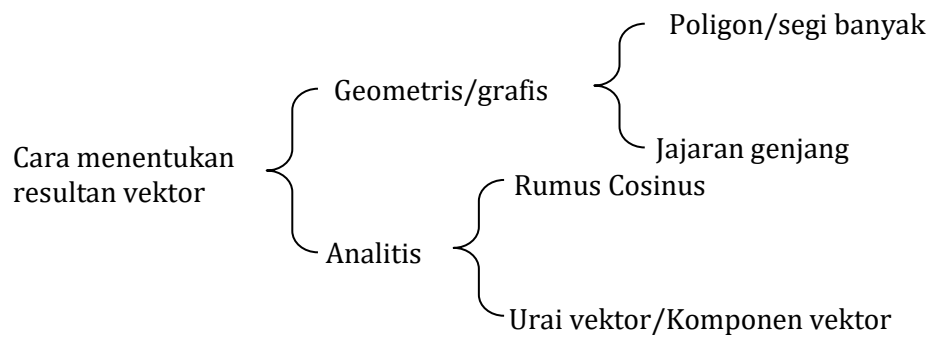 Cara menentukan
resultan vektor
Geometris/grafis
Poligon/segi banyak
Jajaran genjang
Analitis
Rumus Cosinus
Urai vektor/Komponen vektor